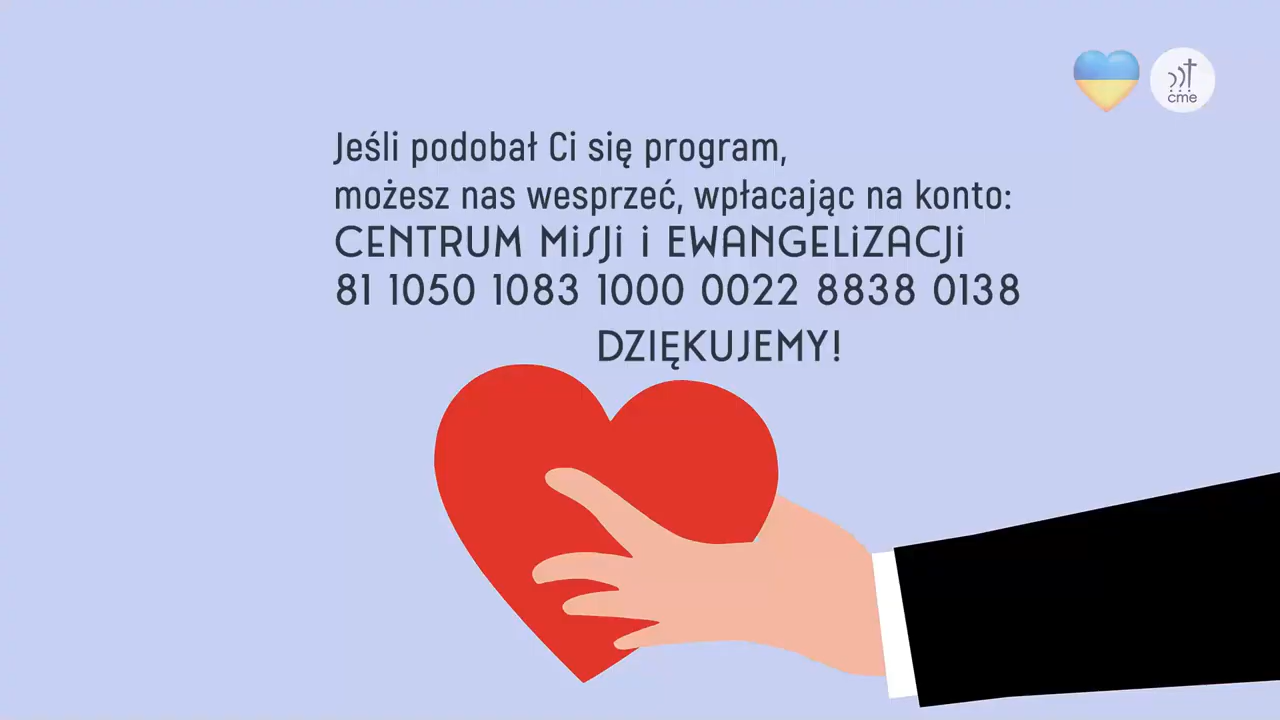 cme
Jeśli podobał Ci się program,
możesz nas wesprzeć, wpłacając na konto:
CENTRUM MiSJi i EWANGELiZACJi
81 1050 1083 1000 0022 8838 0138
DZIĘKUJEMY!